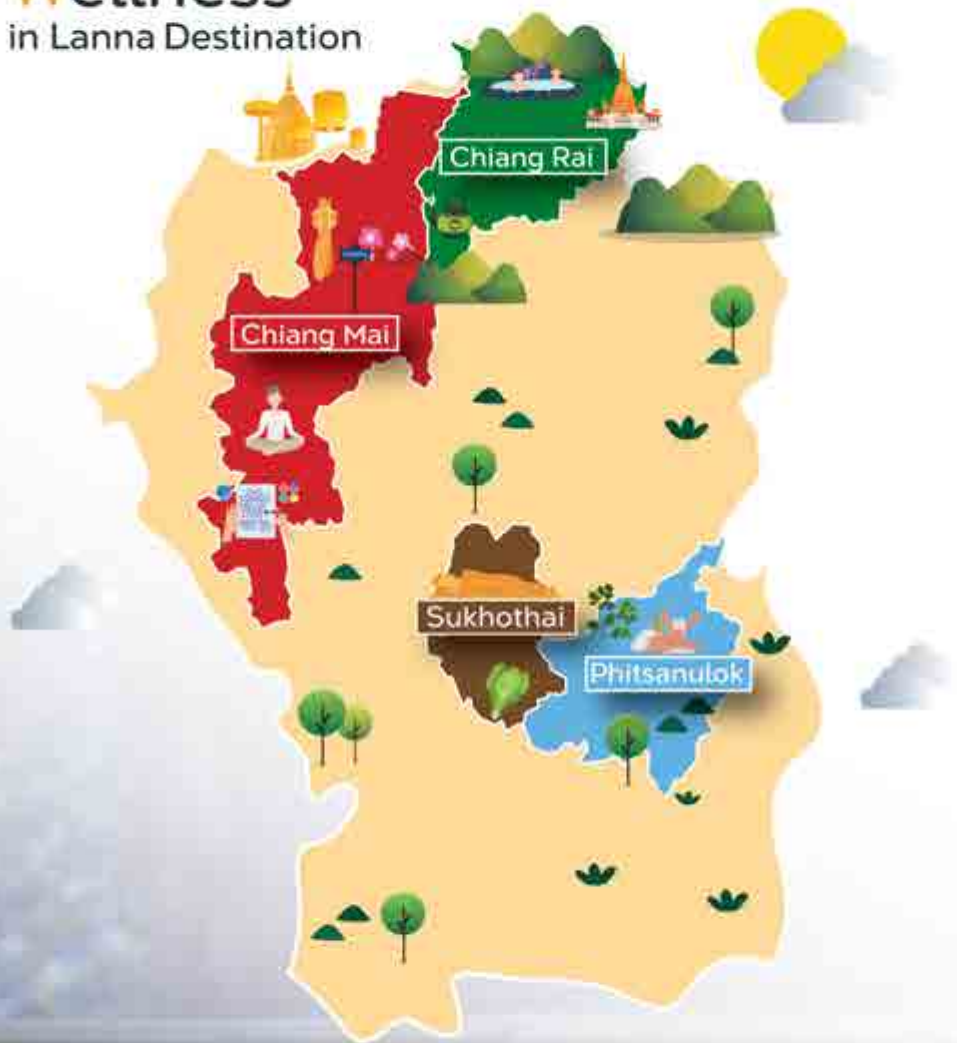 in Lanna Destination
Chiang Rai
Chiang Mai
Sukhothai
Phitsanulok